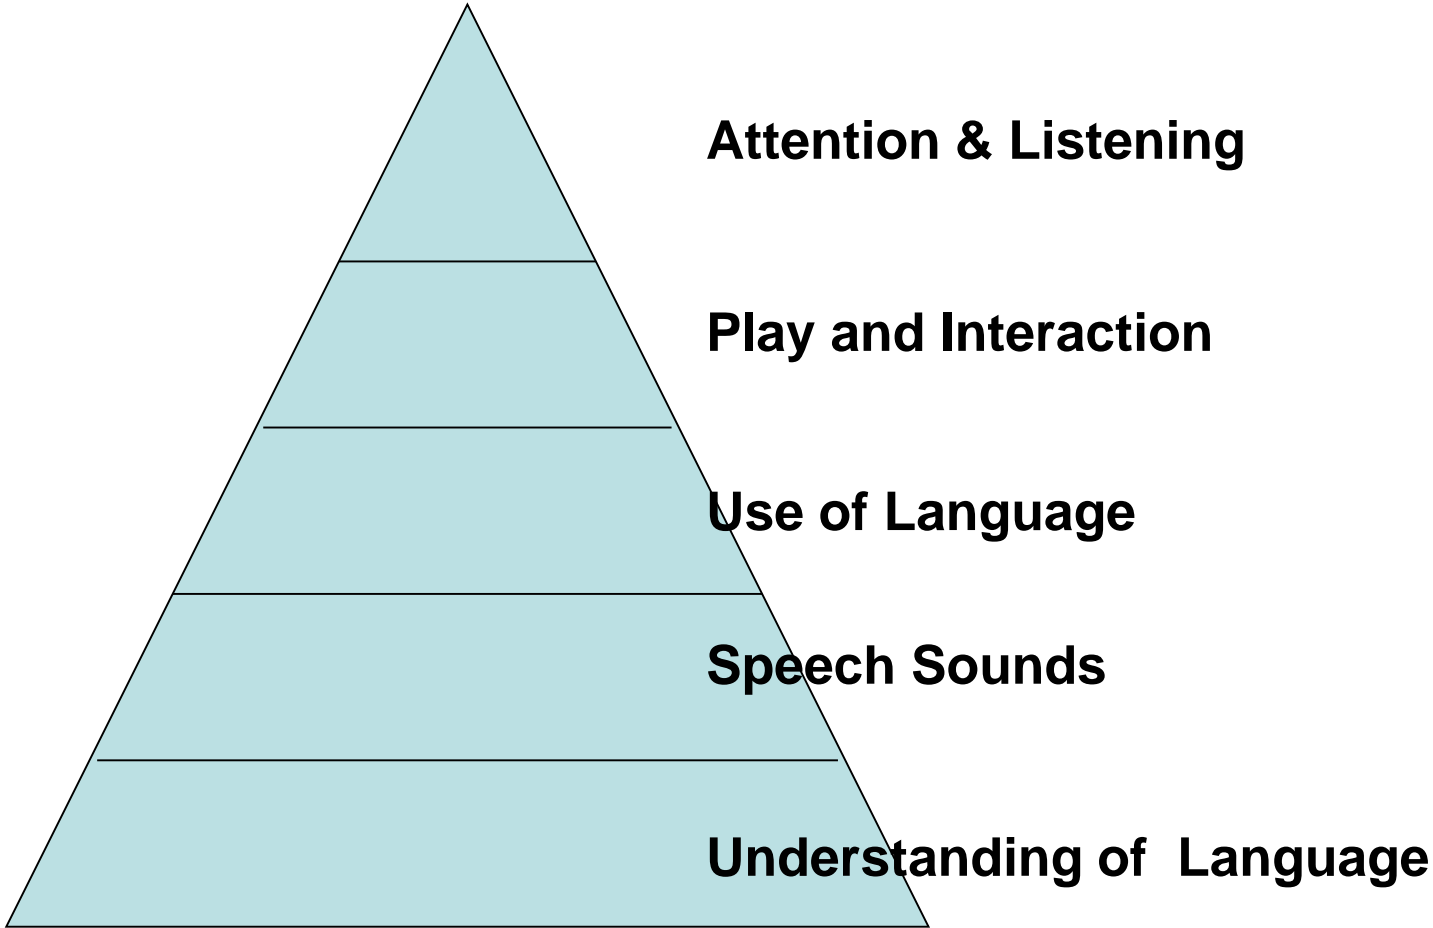 Attention & Listening
Play and Interaction
Use of Language
Speech Sounds
Understanding of  Language